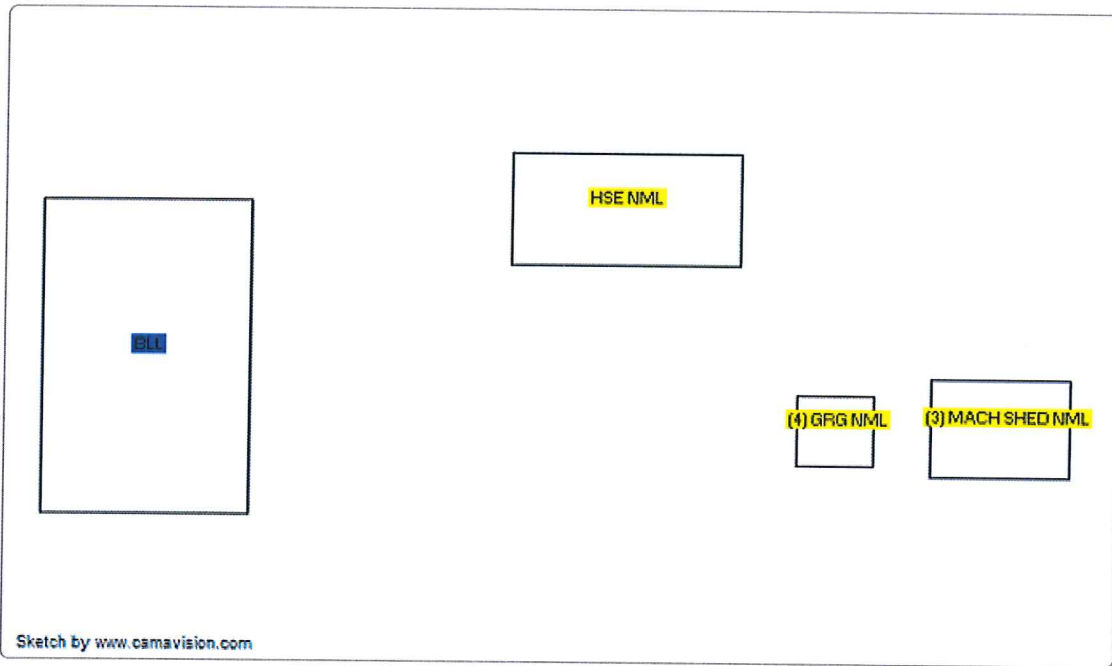 HSE NML
BLL
(4) GRG NML
(3) MACH SHED NML
Sketch by www.camavision.com